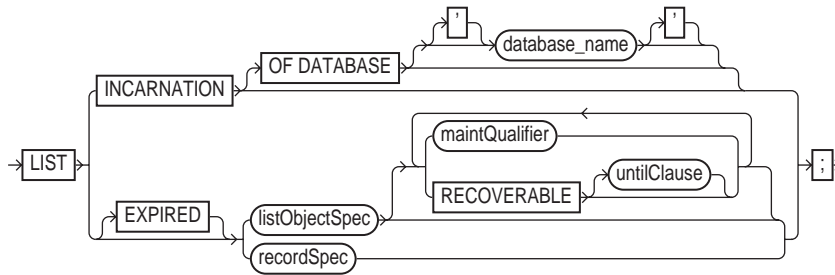 ' '
database_name
OF DATABASE
INCARNATION
maintQualifier
LIST
untilClause
;
RECOVERABLE
EXPIRED
listObjectSpec
recordSpec